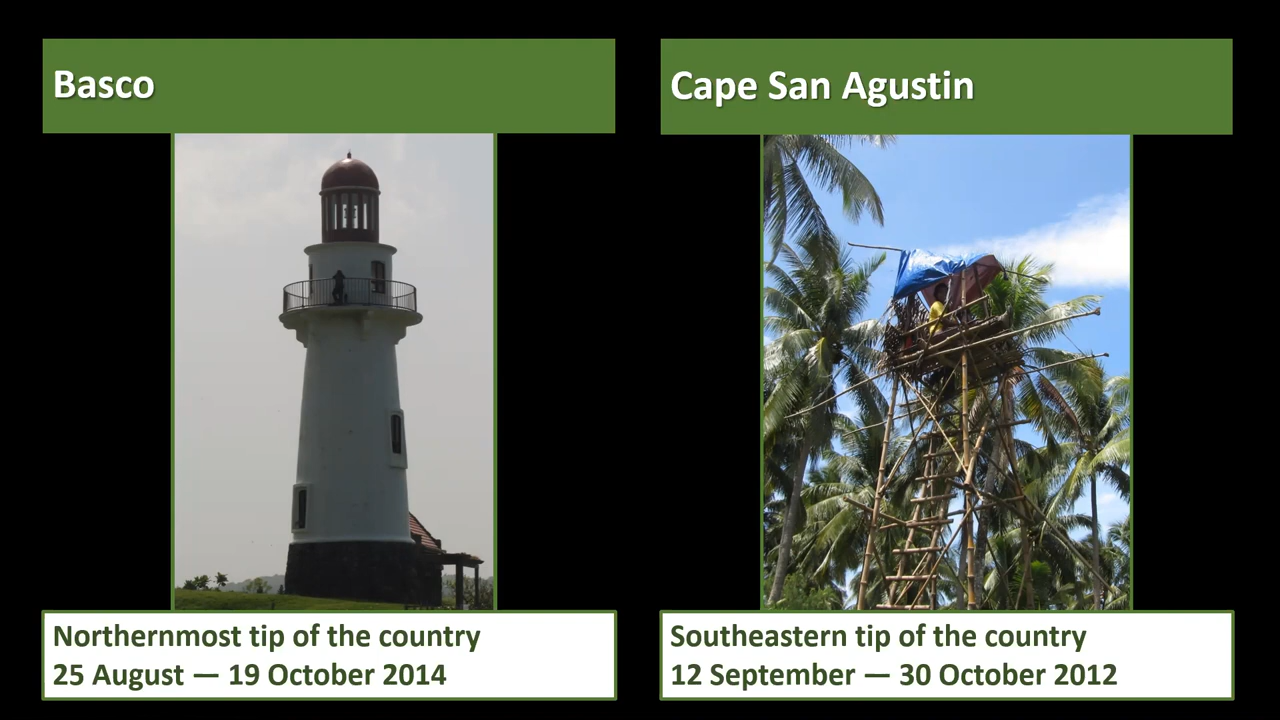 Basco
Northernmost tip of the country
25 August — 19 October 2014
Cape San Agustin
Southeastern tip of the country
12 September — 30 October 2012